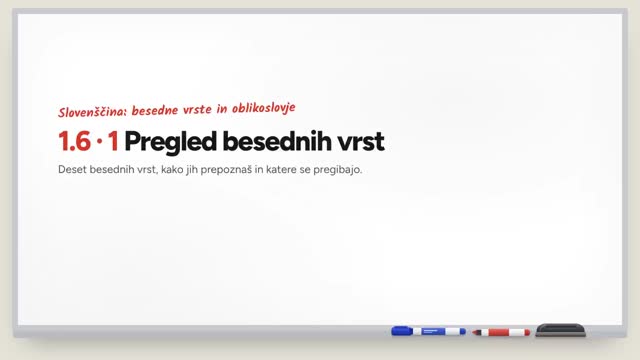 Slovenščina: besedne vrste in oblikoslovje
1.6 · 1 Pregled besednih vrst
Deset besednih vrst, kako jih prepoznaš in katere se pregibajo.